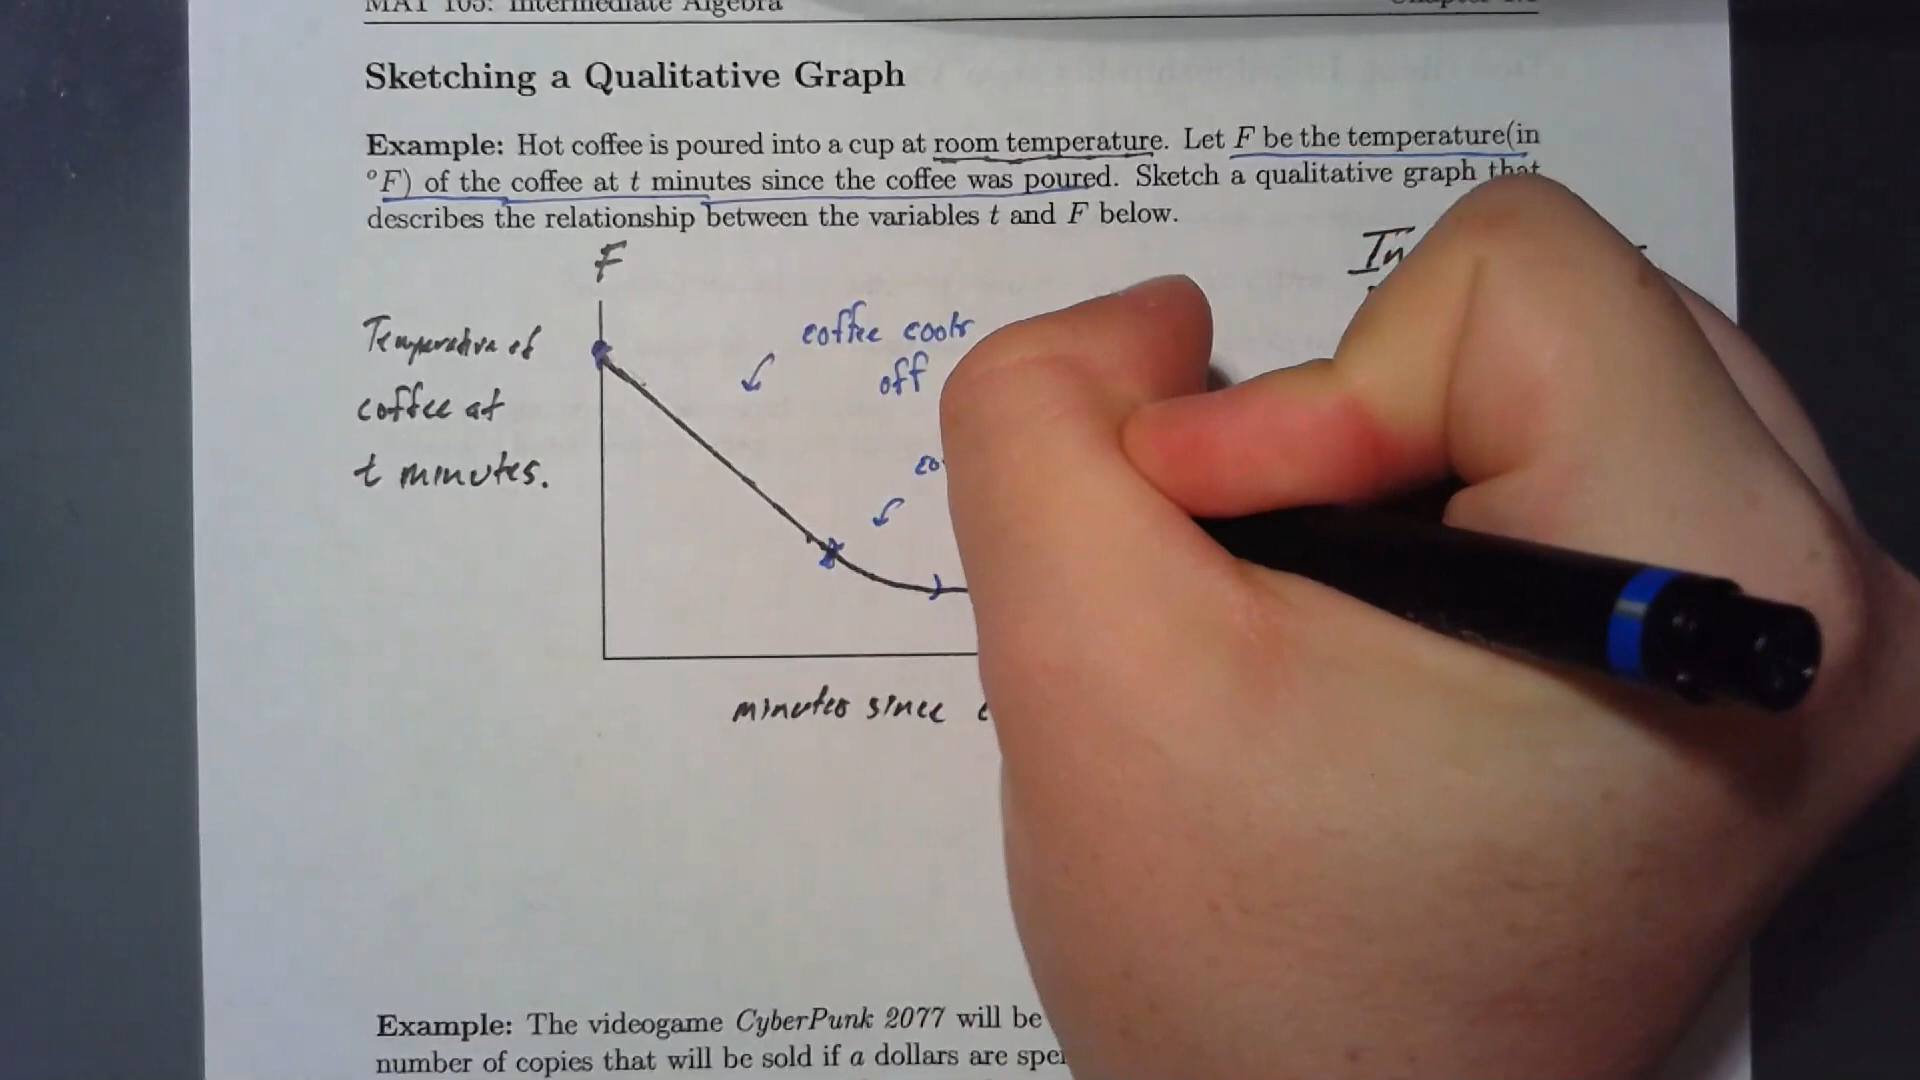 MAT 105: Intermediate Algebra
Sketching a Qualitative Graph
Example: Hot coffee is poured into a cup at room temperature. Let F be the temperature(in
°F) of the coffee at t minutes since the coffee was poured. Sketch a qualitative graph that
describes the relationship between the variables t and F below.
F
In
Temperature of
coffee at
t minutes.
coffee cools
off
co
minutes since
Example: The videogame CyberPunk 2077 will be
number of copies that will be sold if a dollars are